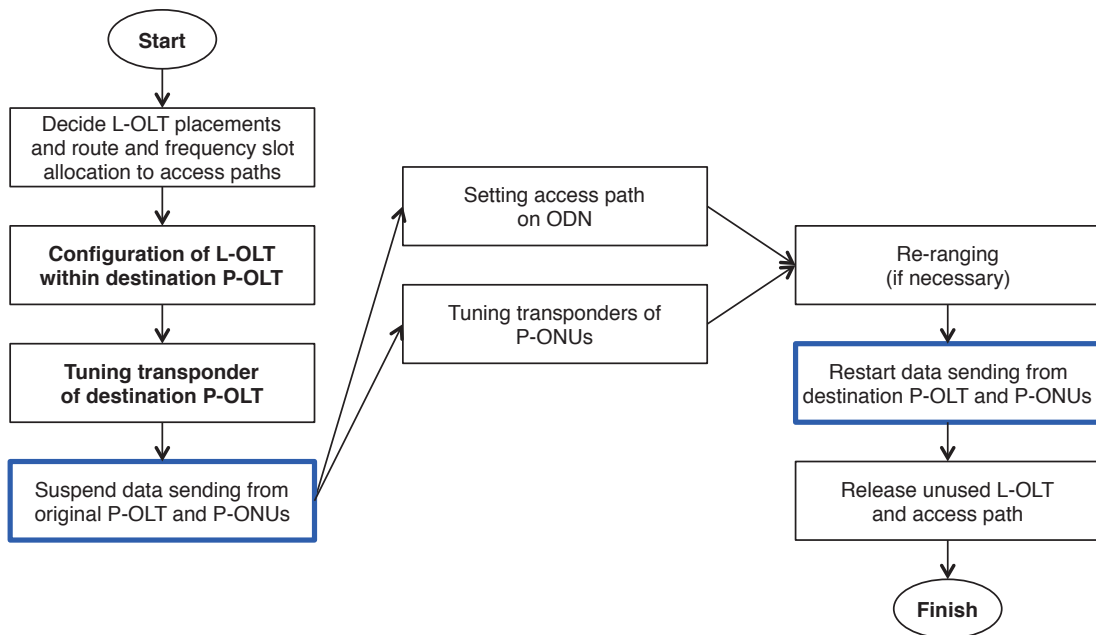 Start
Decide L-OLT placements
and route and frequency slot
allocation to access paths
Configuration of L-OLT
within destination P-OLT
Tuning transponder
of destination P-OLT
Suspend data sending from
original P-OLT and P-ONUs
Setting access path
on ODN
Tuning transponders of
P-ONUs
Re-ranging
(if necessary)
Restart data sending from
destination P-OLT and P-ONUs
Release unused L-OLT
and access path
Finish